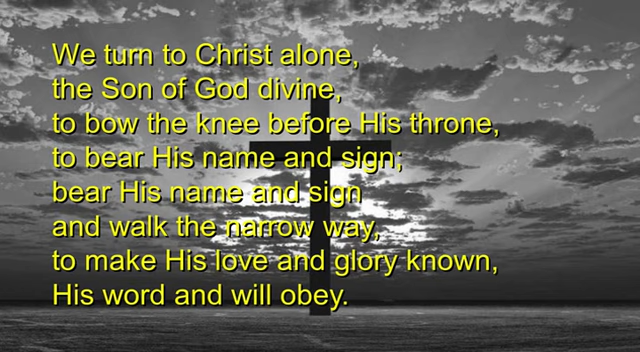 We turn to Christ alone,
the Son of God divine,
to bow the knee before His throne,
to bear His name and sign;
bear His name and sign
and walk the narrow way,
to make His love and glory known,
His word and will obey.